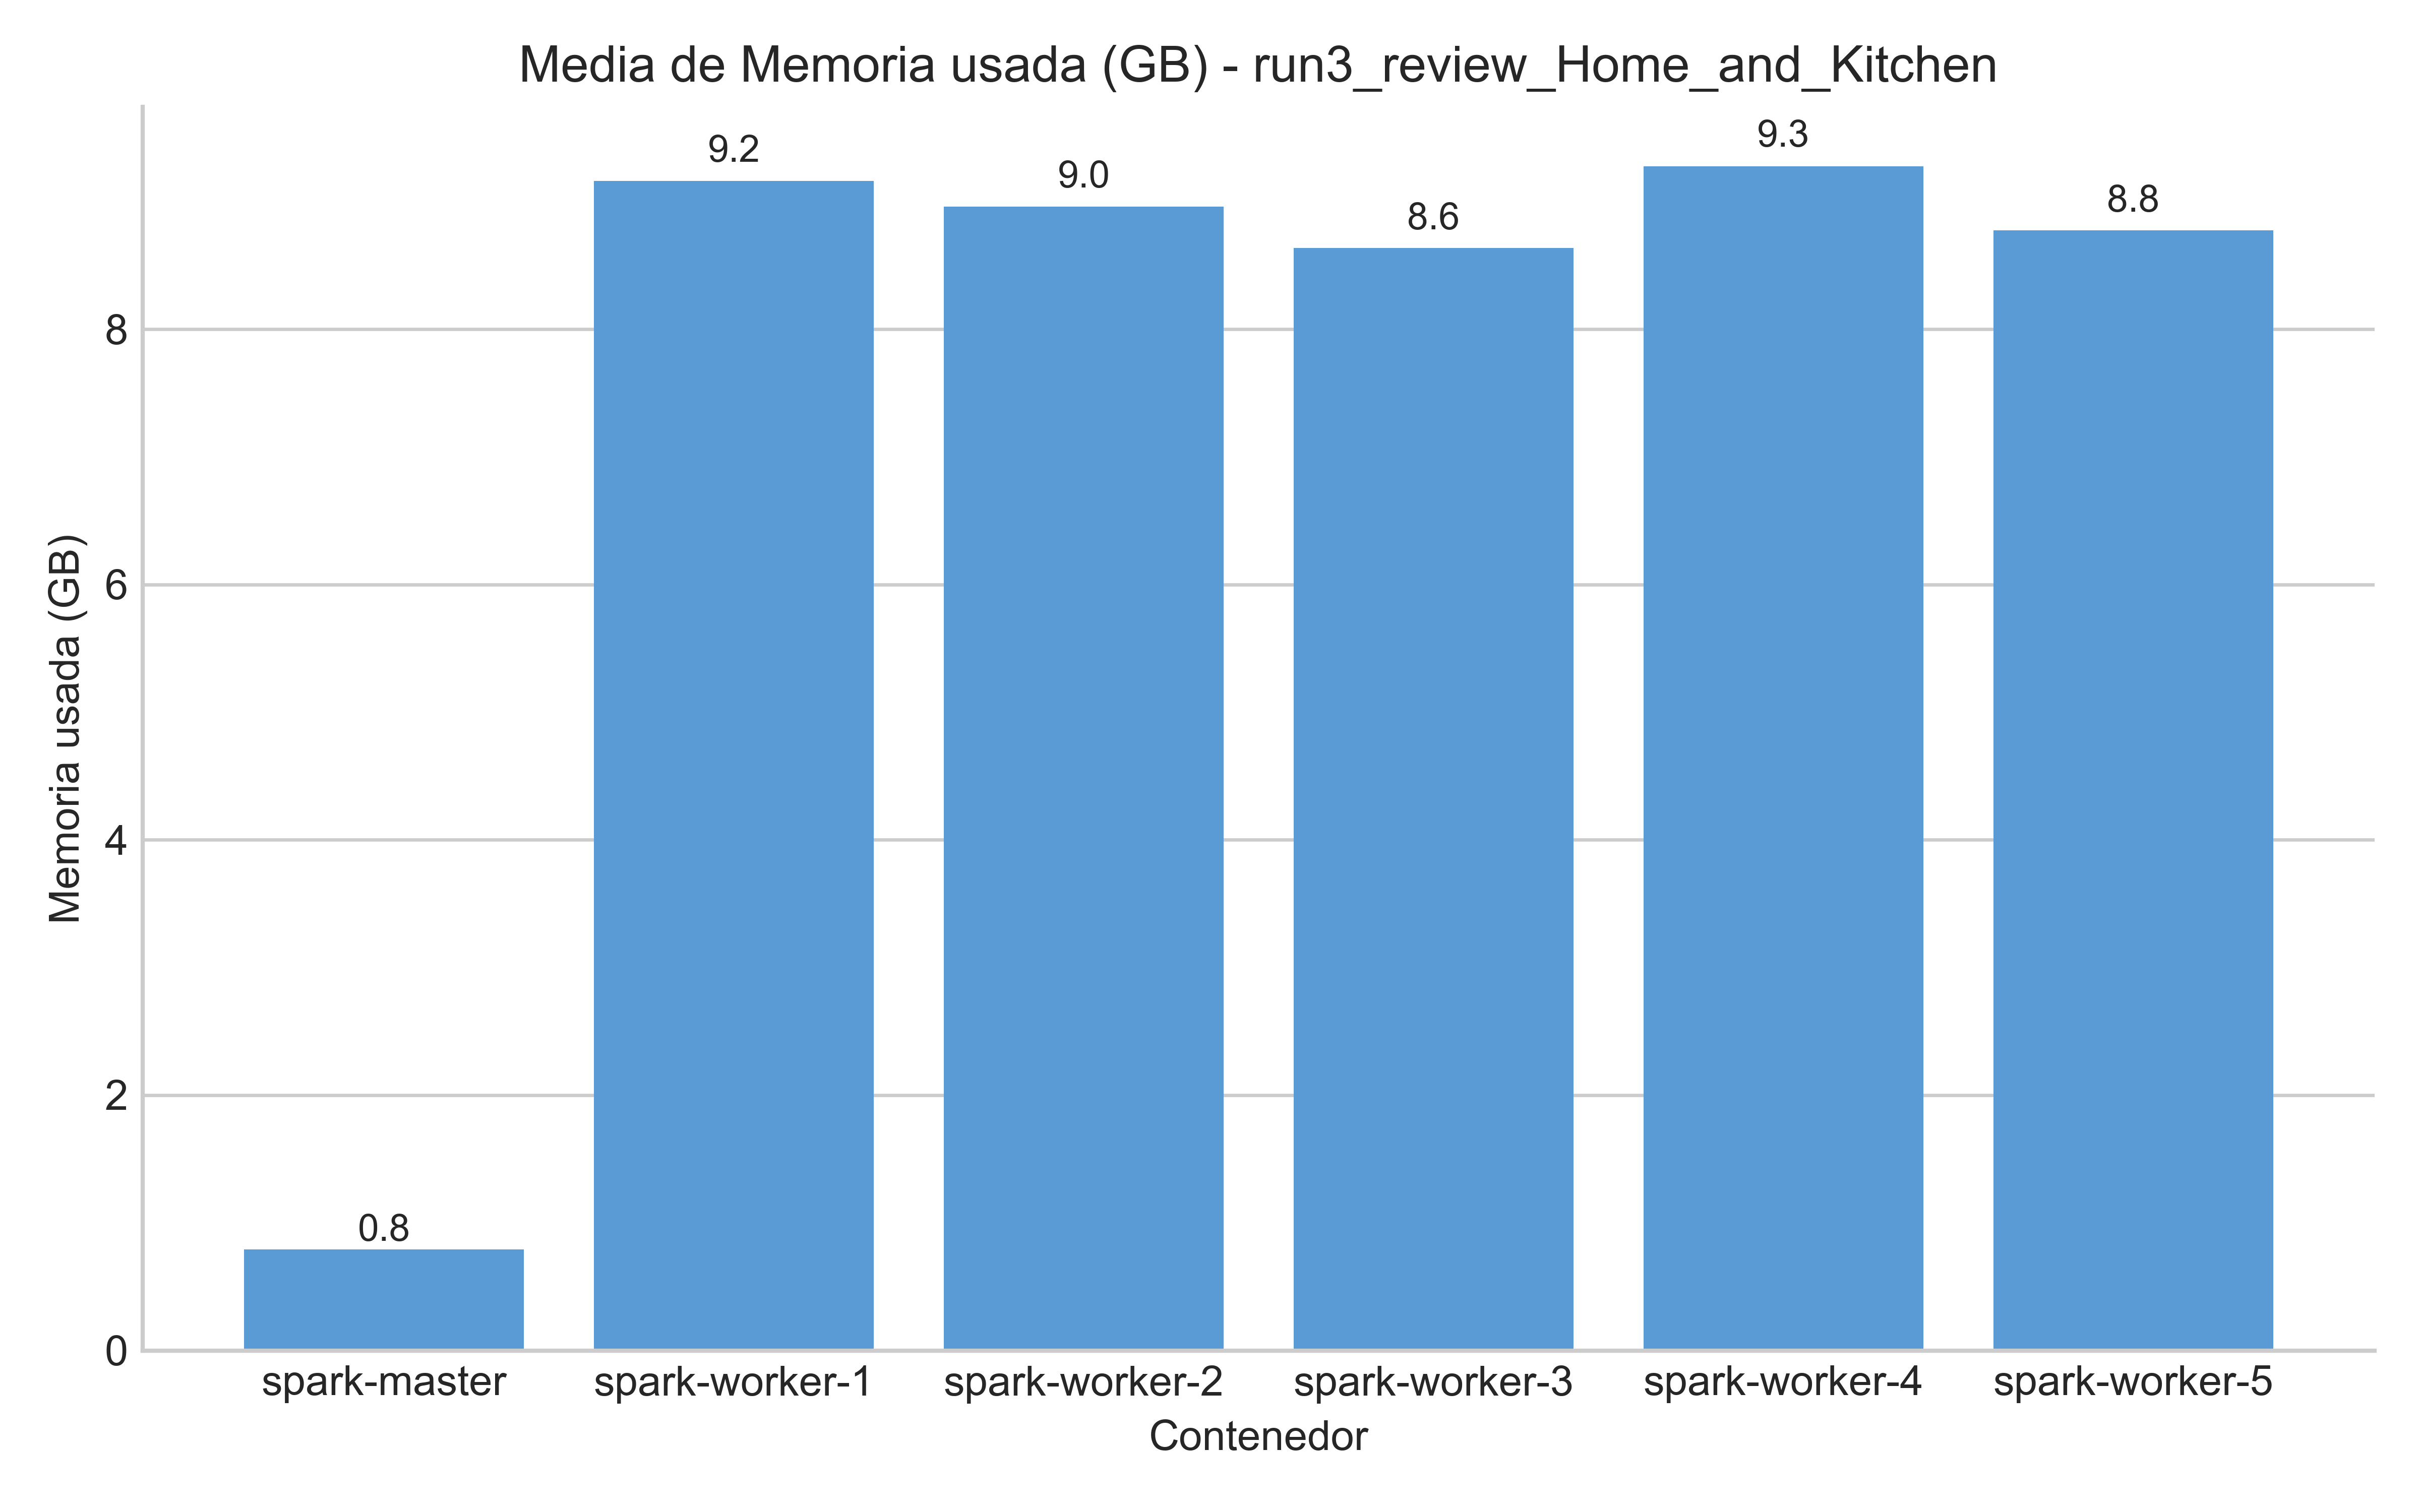 Media de Memoria usada (GB) - run3_review_Home_and_Kitchen
9.2
9.0
8.6
9.3
8.8
0.8
Memoria usada (GB)
8
6
4
2
0
spark-master
spark-worker-1
spark-worker-2
spark-worker-3
spark-worker-4
spark-worker-5
Contenedor